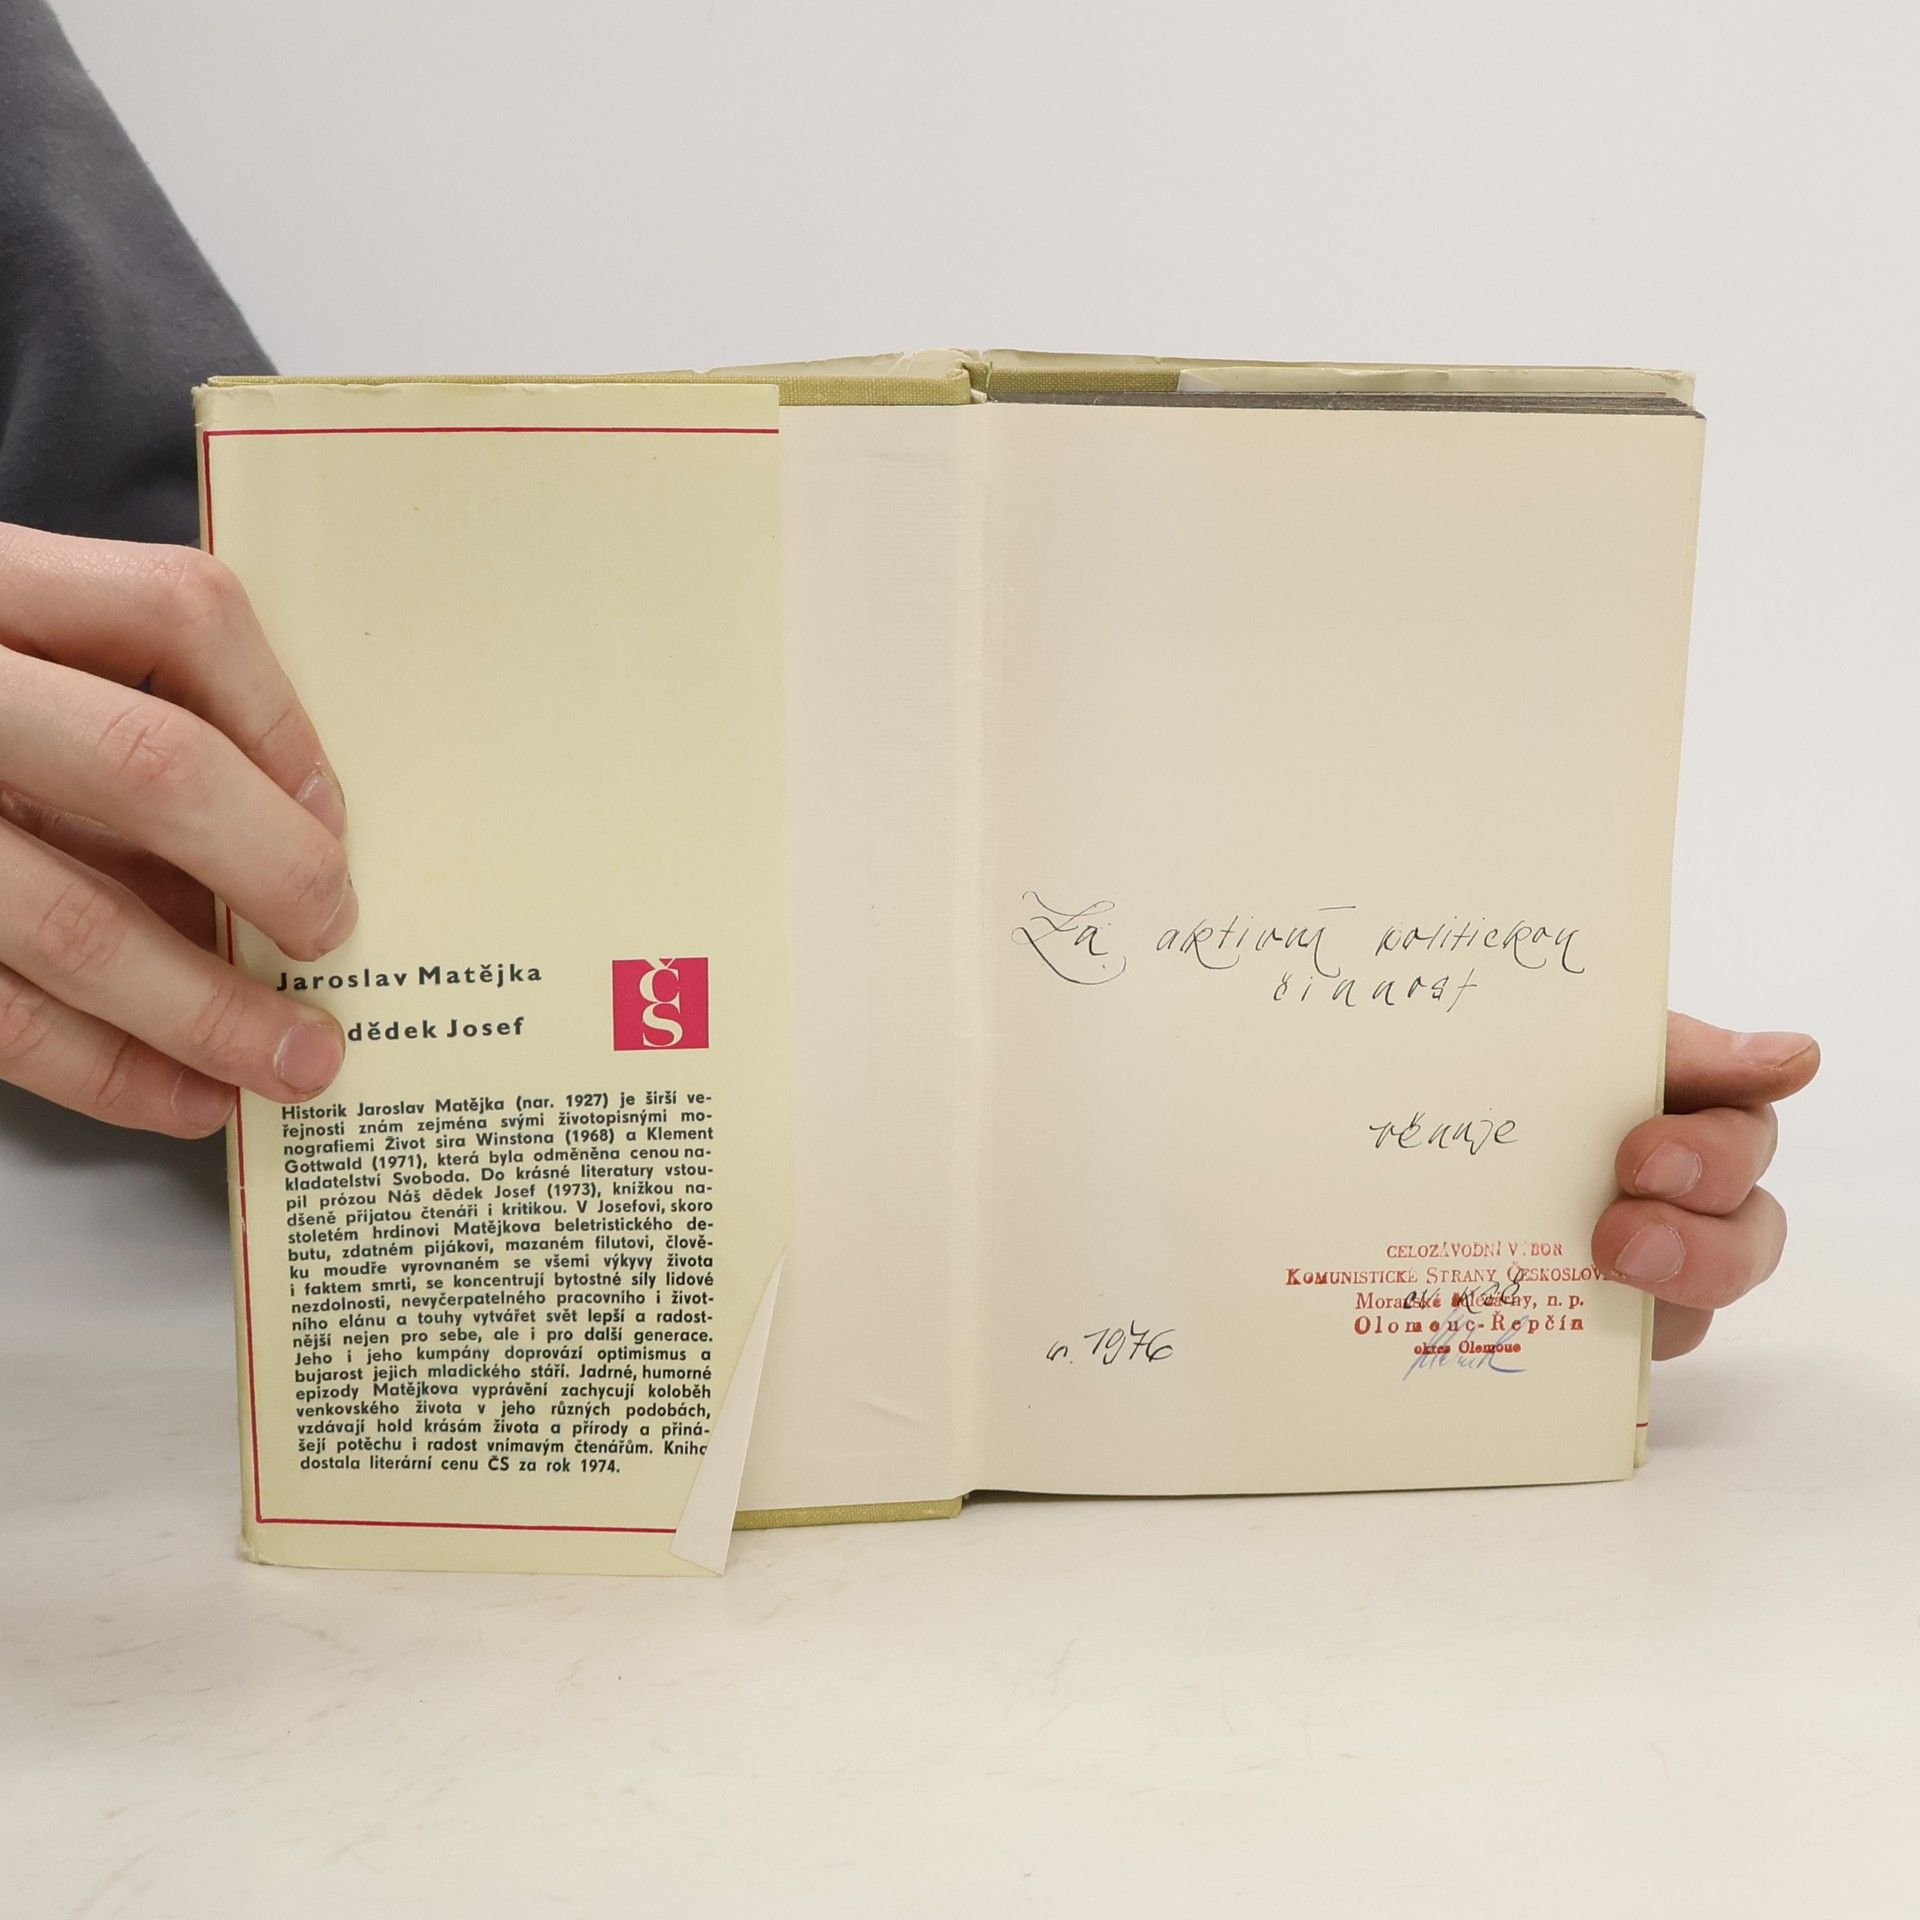 Jaroslav Matějka
dědek Josef
ČS
Historik Jaroslav Matějka (nar. 1927) je širší ve-
řejnosti znám zejména svými životopisnými mo-
nografiemi Život sira Winstona (1968) a Klement
Gottwald (1971), která byla odměněna cenou na-
kladatelství Svoboda. Do krásné literatury vstou-
pil prózou Náš dědek Josef (1973), knížkou na-
dšeně přijatou čtenáři i kritikou. V Josefovi, skoro
stoletém hrdinovi Matějkova beletristického de-
butu, zdatném pijákovi, mazaném filutovi, člově-
ku moudře vyrovnaném se všemi výkyvy života
i faktem smrti, se koncentrují bytostné síly lidové
nezdolnosti, nevyčerpatelného pracovního i život-
ního elánu a touhy vytvářet svět lepší a radost-
nější nejen pro sebe, ale i pro další generace.
Jeho i jeho kumpány doprovází optimismus a
bujarost jejich mladického stáří. Jadrné, humorné
epizody Matějkova vyprávění zachycují koloběh
venkovského života v jeho různých podobách,
vzdávají hold krásám života a přírody a přiná-
šejí potěchu i radost vnímavým čtenářům. Kniha
dostala literární cenu ČS za rok 1974.
Za aktivní politickou
činnost
věnuje
CELOZÁVODNÍ VÝBOR
KOMUNISTICKÉ STRANY ČESKOSLOV
Moravské železárny, n. p.
Olomouc-Řepčín
okres Olomouc
r. 1976